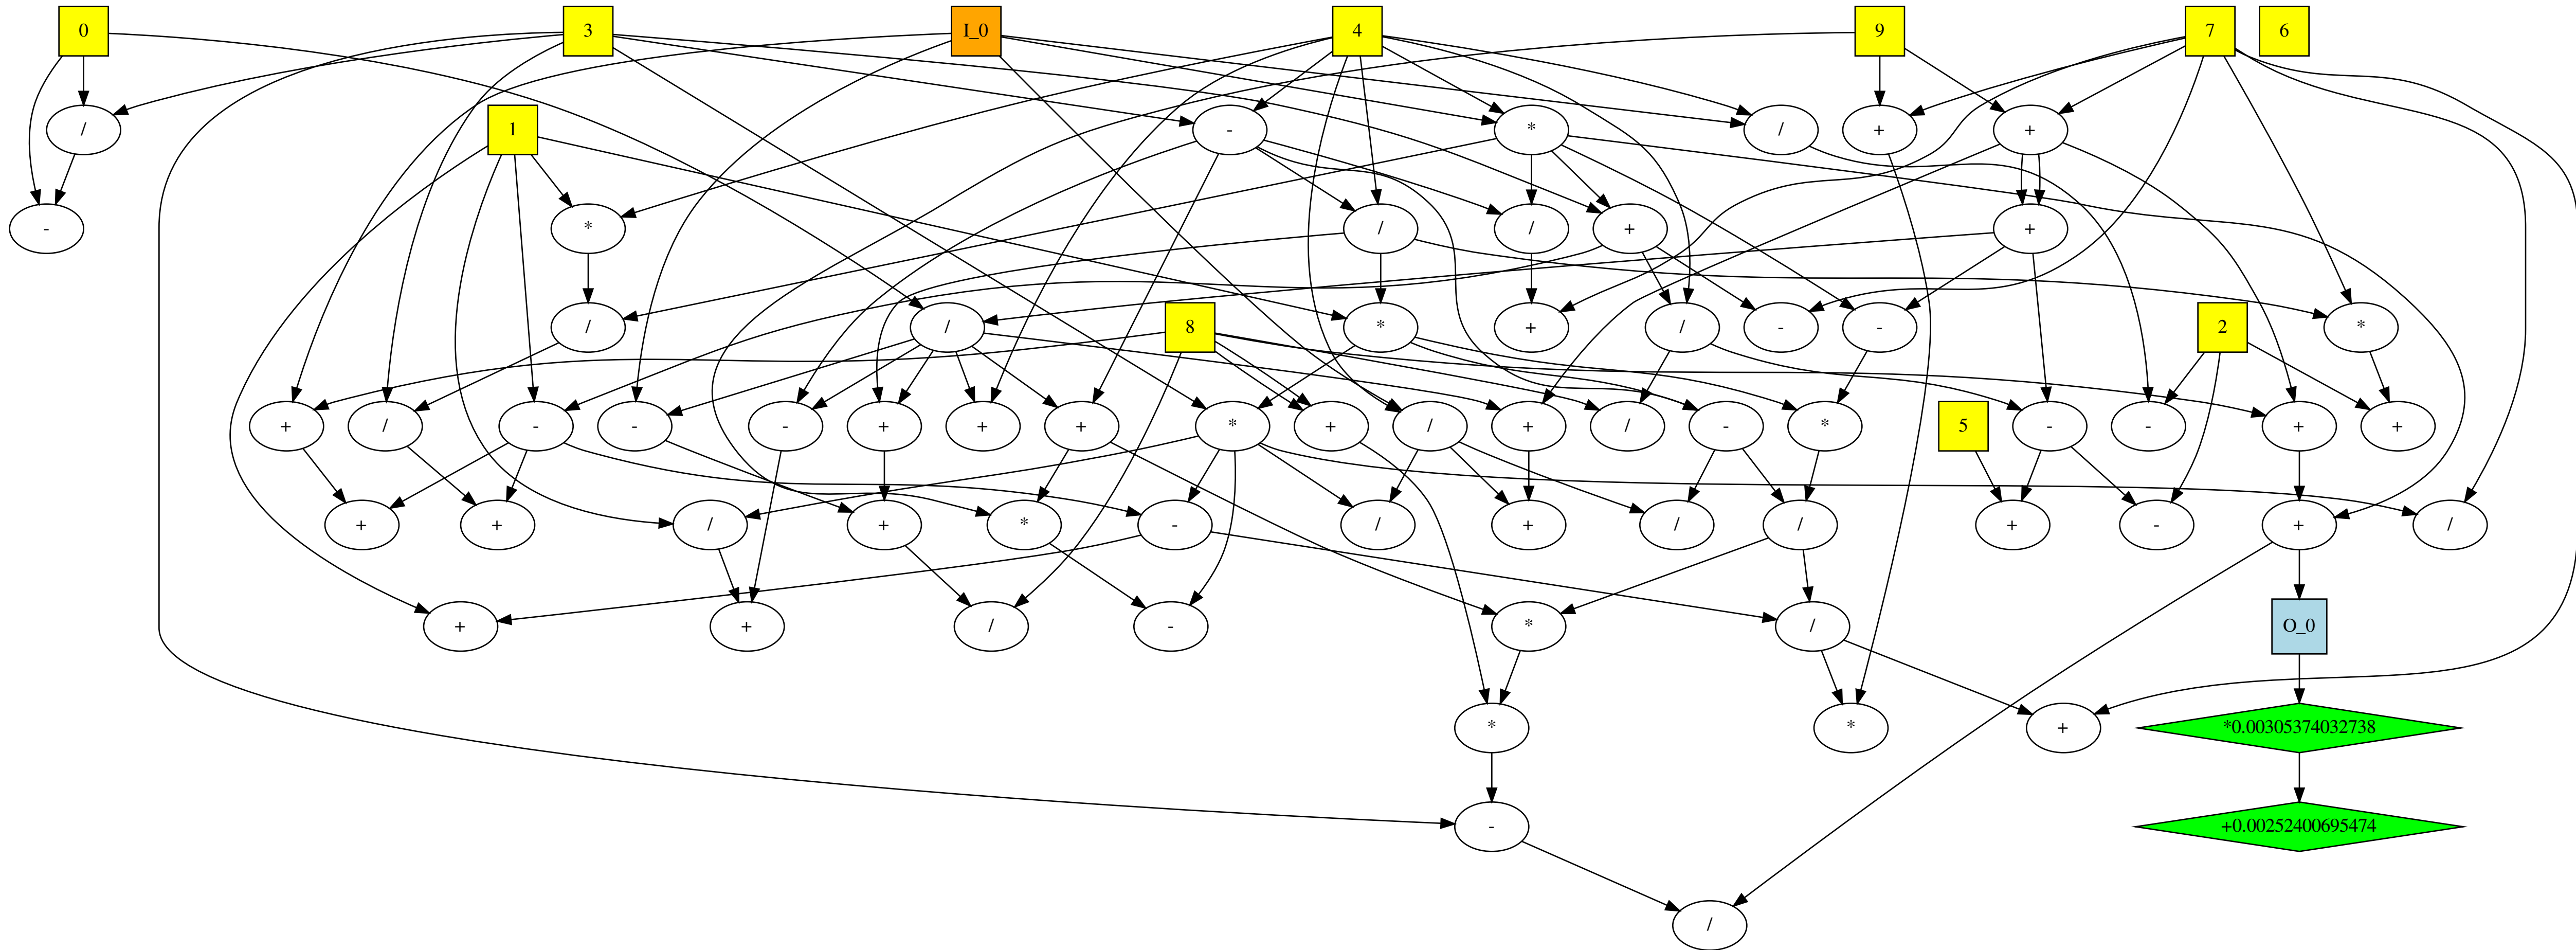 0 3 I_0 4 9 7 6
/ 1 - * / + +
- * / / + +
/ / 8 * + / - - 2 *
+ / - - - + + + * + / + / - * 5 - - + +
+ + / + * - / + / / + - + /
+ + / - * / O_0
* * + *0.00305374032738
- +0.00252400695474
/